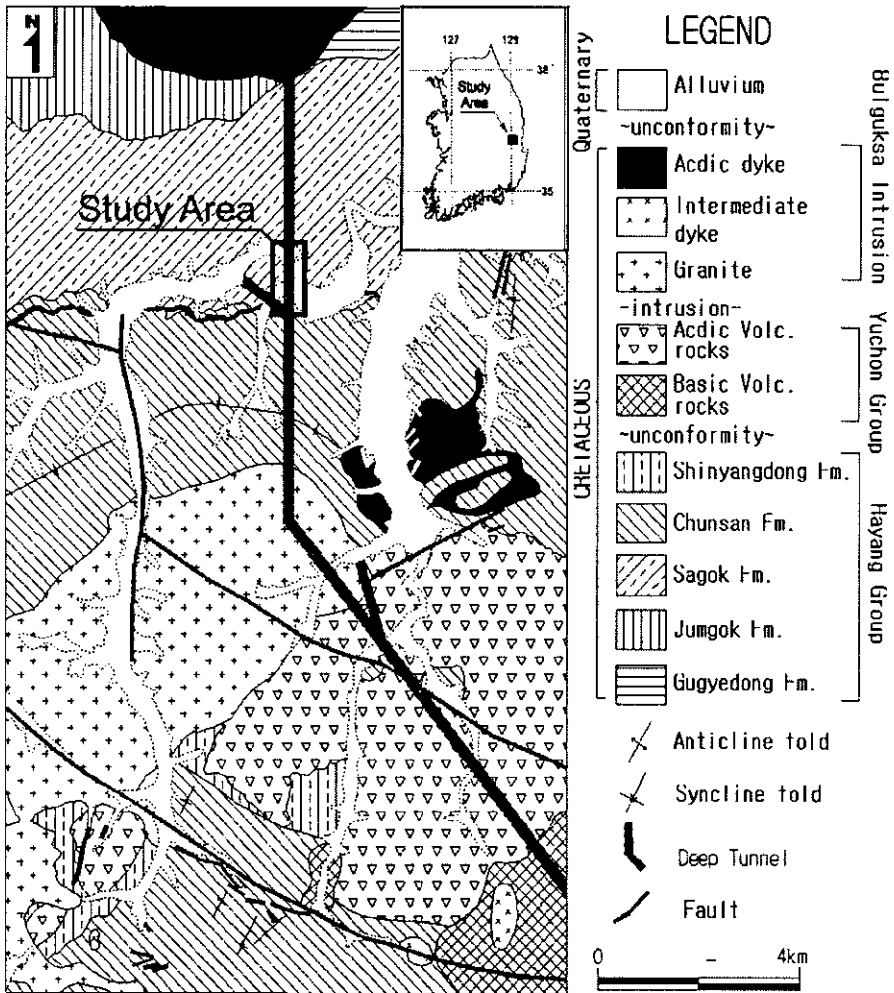 N
127
129
38
Study
Area
35
Study Area
LEGEND
Quaternary
Alluvium
~unconformity~
CRETACEOUS
Acdic dyke
Intermediate
dyke
Granite
Bulguksa Intrusion
-intrusion-
Acdic Volc.
rocks
Basic Volc.
rocks
Yuchon Group
~unconformity~
Shinyangdong Fm.
Chunsan Fm.
Sagok Fm.
Jumgok Fm.
Gugyedong Fm.
Hayang Group
Anticline told
Syncline told
Deep Tunnel
Fault
0
4km